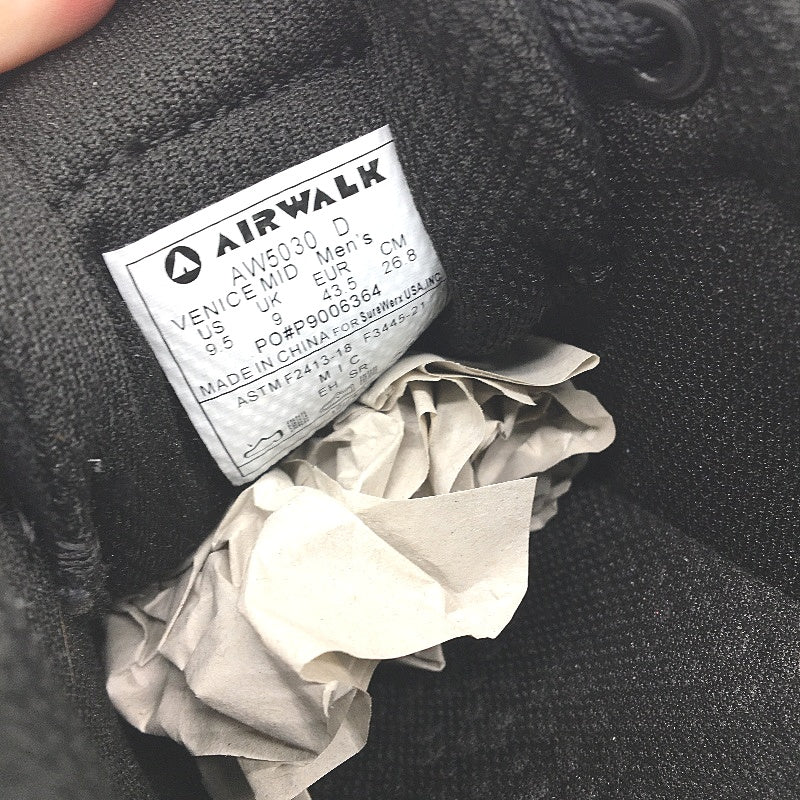 AIRWALK
AW5030 D
VENICE MID Men's
US UK EUR CM
9.5 9 43.5 26.8
PO#P9006364
MADE IN CHINA FOR SureWerx USA, INC.
ASTM F2413-18 F3445-21
M I C
EH SR